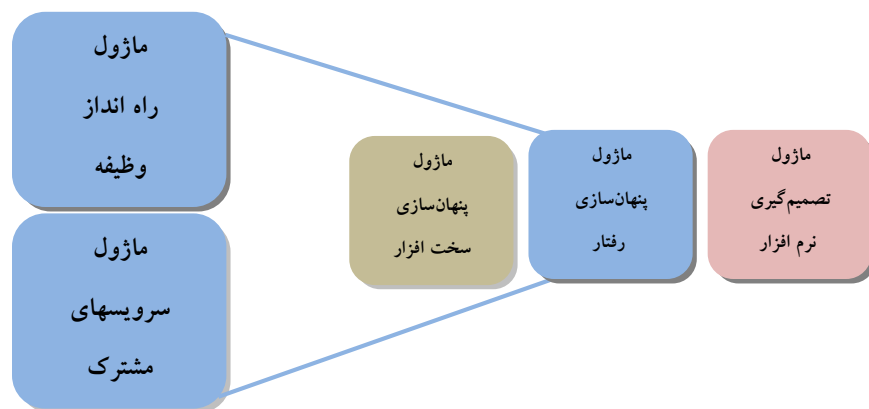 ماژول
تصمیم‌گیری
نرم افزار
ماژول
پنهان‌سازی
رفتار
ماژول
پنهان‌سازی
سخت افزار
ماژول
راه انداز
وظیفه
ماژول
سرویسهای
مشترک